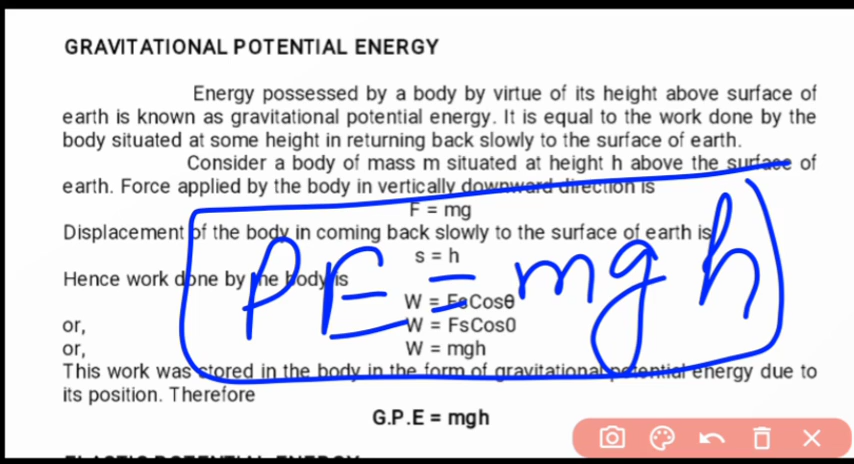 GRAVITATIONAL POTENTIAL ENERGY
Energy possessed by a body by virtue of its height above surface of
earth is known as gravitational potential energy. It is equal to the work done by the
body situated at some height in returning back slowly to the surface of earth.
Consider a body of mass m situated at height h above the surface of
earth. Force applied by the body in vertically downward direction is
F = mg
Displacement of the body in coming back slowly to the surface of earth is
s = h
PE = mgh
Hence work done by the body is
W = FsCosθ
or, W = FsCos0
or, W = mgh
This work was stored in the body in the form of gravitational potential energy due to
its position. Therefore
G.P.E = mgh
ELASTIC POTENTIAL ENERGY